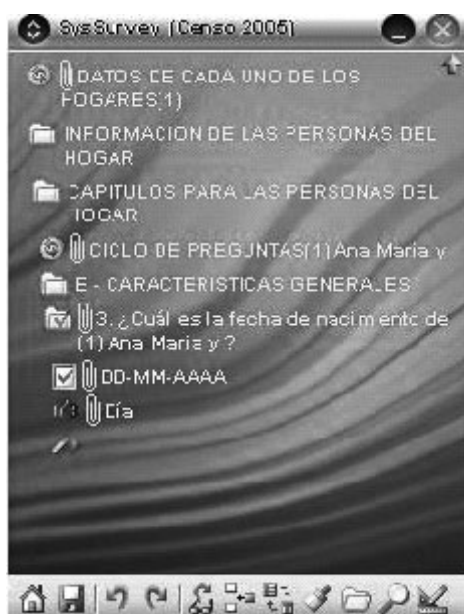 SysSurvey (Censo 2005)
DATOS DE CADA UNO DE LOS
HOGARES(1)
INFORMACION DE LAS PERSONAS DEL
HOGAR
CAPITULOS PARA LAS PERSONAS DEL
HOGAR
CICLO DE PREGUNTAS(1)Ana Maria y
E - CARACTERISTICAS GENERALES
3. ¿Cuál es la fecha de nacimiento de
(1) Ana Maria y ?
DD-MM-AAAA
Día